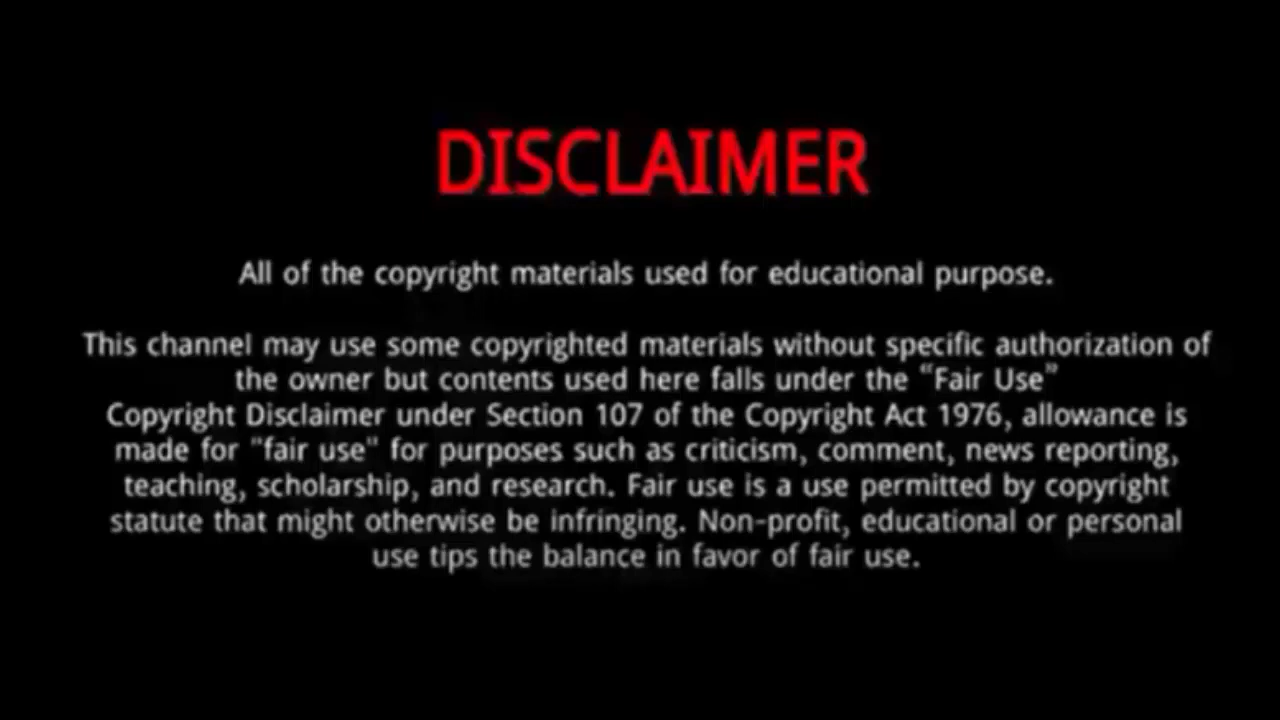 DISCLAIMER
All of the copyright materials used for educational purpose.
This channel may use some copyrighted materials without specific authorization of
the owner but contents used here falls under the “Fair Use”
Copyright Disclaimer under Section 107 of the Copyright Act 1976, allowance is
made for "fair use" for purposes such as criticism, comment, news reporting,
teaching, scholarship, and research. Fair use is a use permitted by copyright
statute that might otherwise be infringing. Non-profit, educational or personal
use tips the balance in favor of fair use.